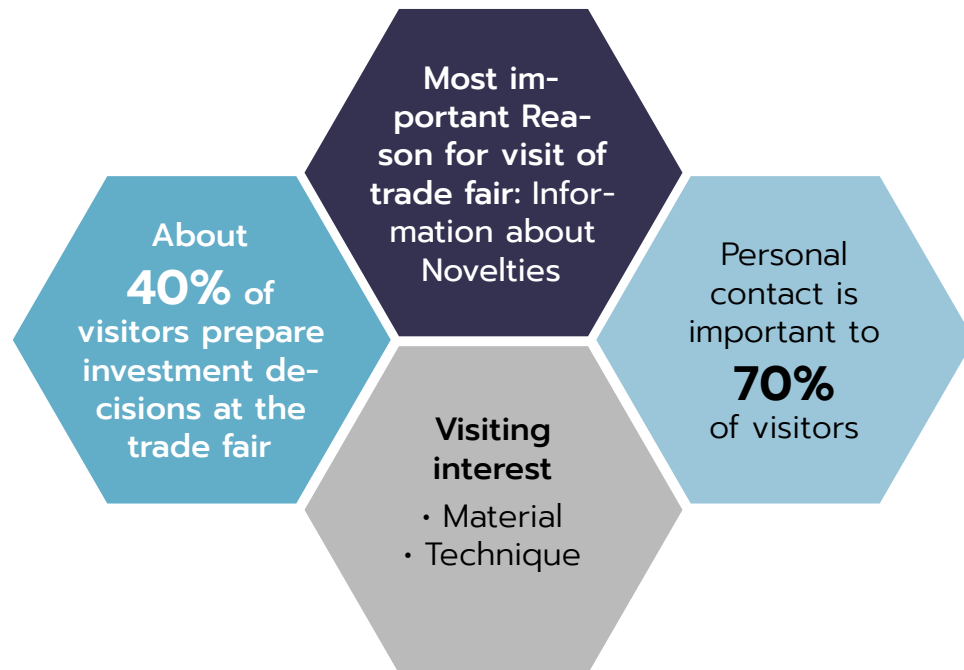 Most im-
portant Rea-
son for visit of
trade fair: Infor-
mation about
Novelties
About
40% of
visitors prepare
investment de-
cisions at the
trade fair
Personal
contact is
important to
70%
of visitors
Visiting
interest
• Material
• Technique